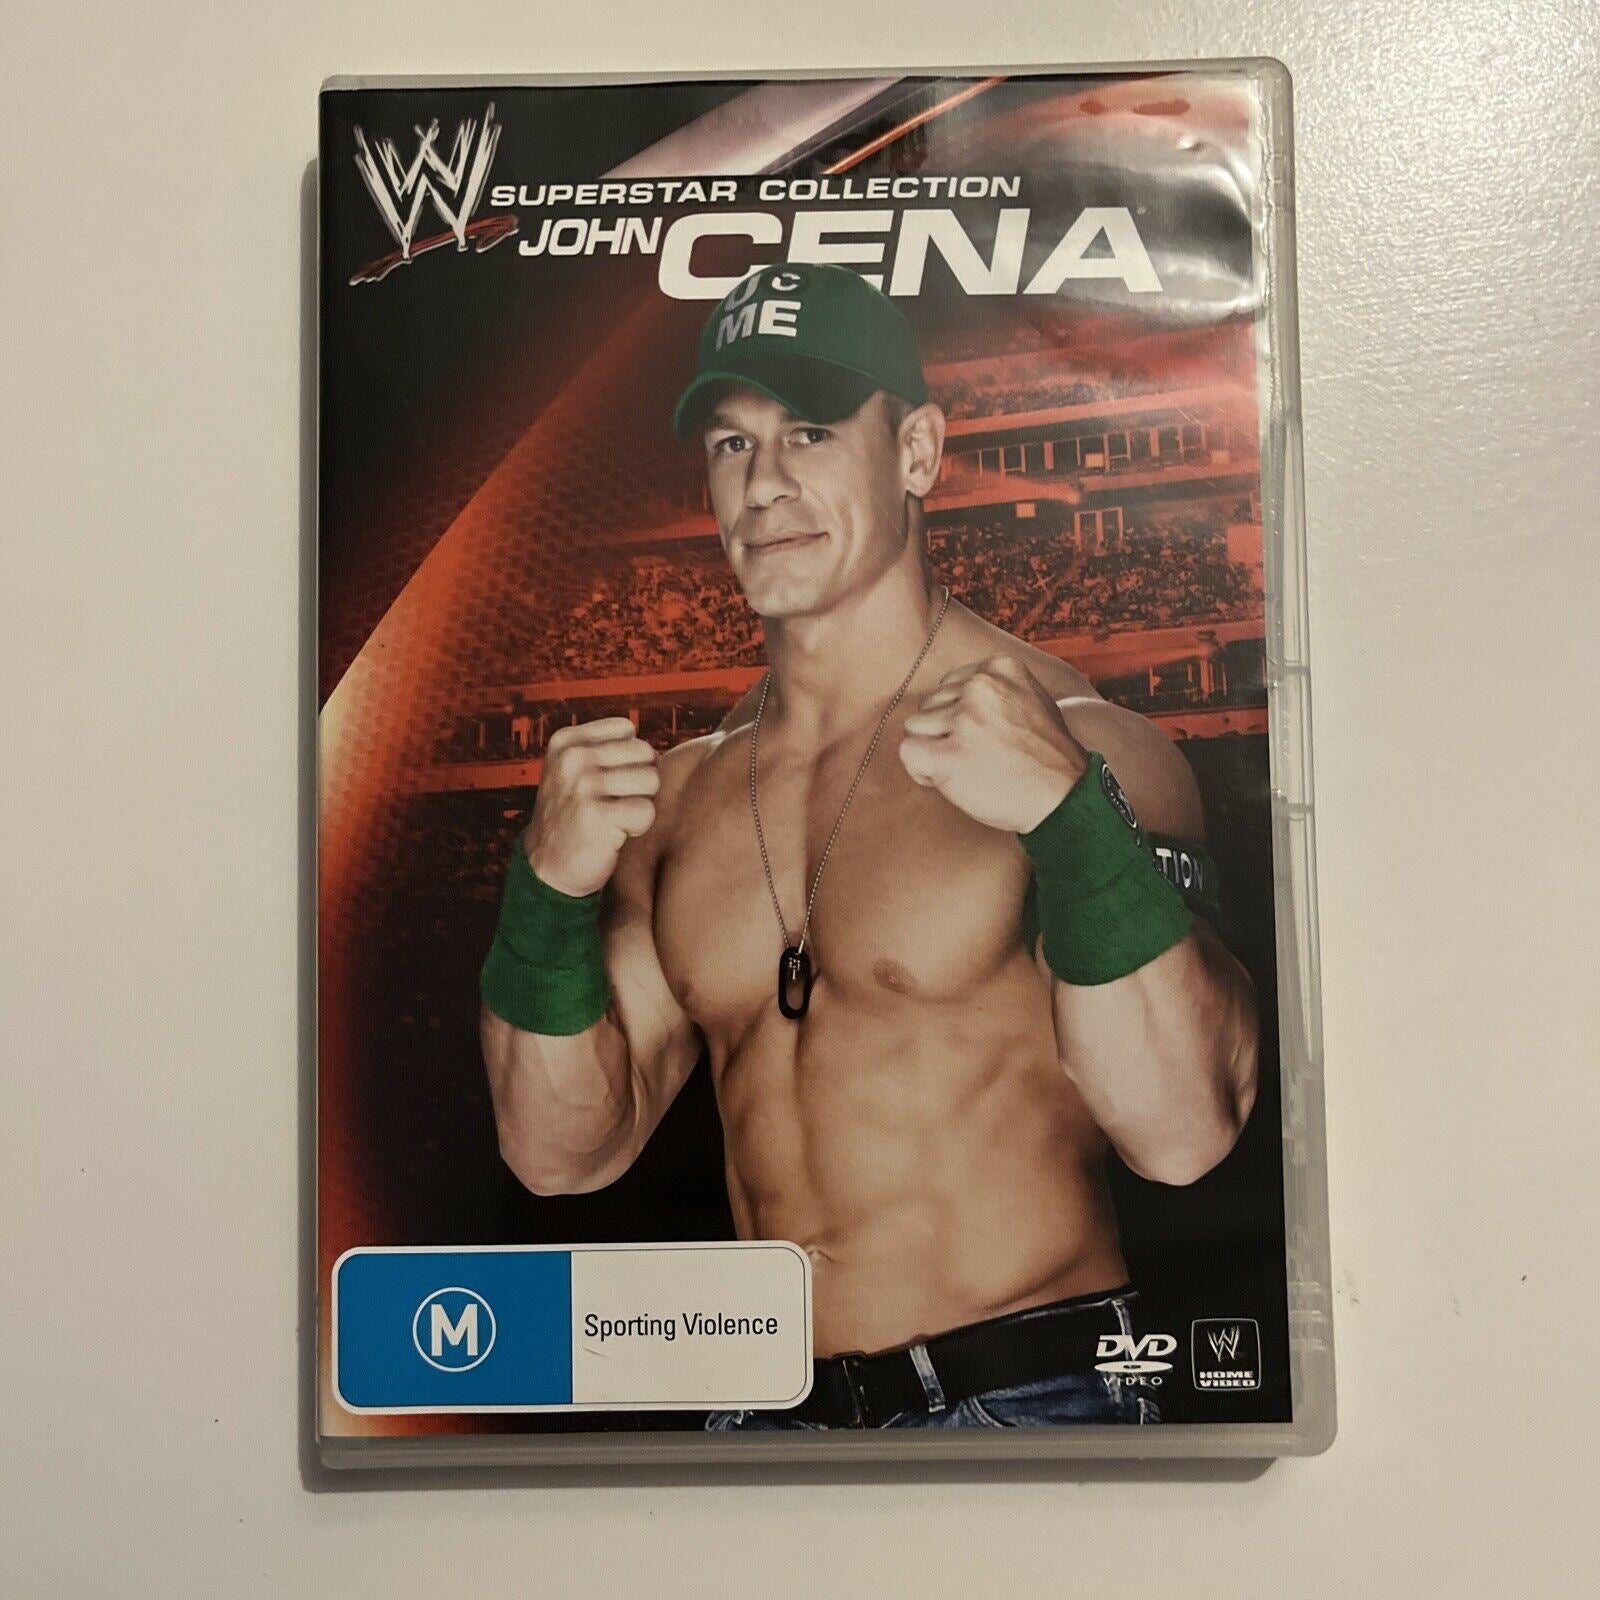 W
SUPERSTAR COLLECTION
JOHN CENA
U C
ME
TION
M
Sporting Violence
DVD
VIDEO
W
HOME
VIDEO